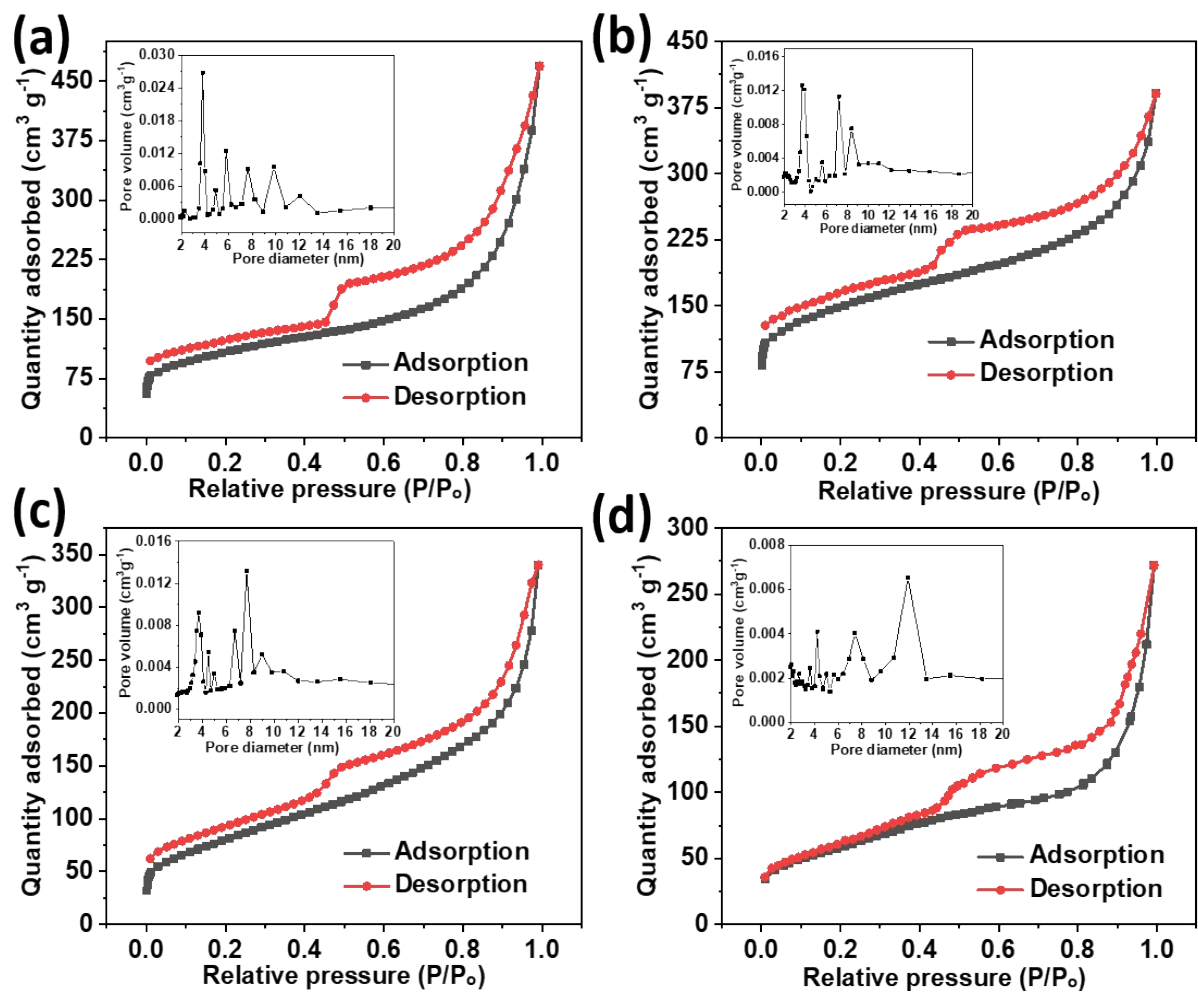 (a)
Quantity adsorbed (cm³ g⁻¹)
450
375
300
225
150
75
0
0.0 0.2 0.4 0.6 0.8 1.0
Relative pressure (P/Pₒ)
Adsorption
Desorption
Pore volume (cm³g⁻¹)
0.030
0.024
0.018
0.012
0.006
0.000
2 4 6 8 10 12 14 16 18 20
Pore diameter (nm)
(b)
Quantity adsorbed (cm³ g⁻¹)
450
375
300
225
150
75
0
0.0 0.2 0.4 0.6 0.8 1.0
Relative pressure (P/Pₒ)
Adsorption
Desorption
Pore volume (cm³g⁻¹)
0.016
0.012
0.008
0.004
0.000
2 4 6 8 10 12 14 16 18 20
Pore diameter (nm)
(c)
Quantity adsorbed (cm³ g⁻¹)
350
300
250
200
150
100
50
0
0.0 0.2 0.4 0.6 0.8 1.0
Relative pressure (P/Pₒ)
Adsorption
Desorption
Pore volume (cm³g⁻¹)
0.016
0.012
0.008
0.004
0.000
2 4 6 8 10 12 14 16 18 20
Pore diameter (nm)
(d)
Quantity adsorbed (cm³ g⁻¹)
300
250
200
150
100
50
0
0.0 0.2 0.4 0.6 0.8 1.0
Relative pressure (P/Pₒ)
Adsorption
Desorption
Pore volume (cm³g⁻¹)
0.008
0.006
0.004
0.002
0.000
2 4 6 8 10 12 14 16 18 20
Pore diameter (nm)